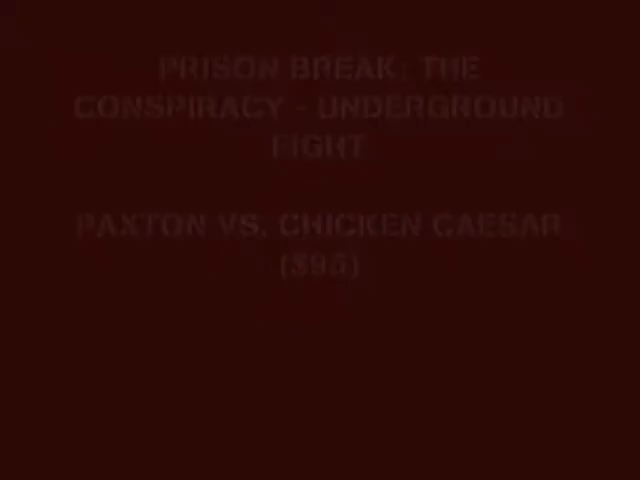 PRISON BREAK: THE
CONSPIRACY - UNDERGROUND
FIGHT
PAXTON VS. CHICKEN CAESAR
($95)